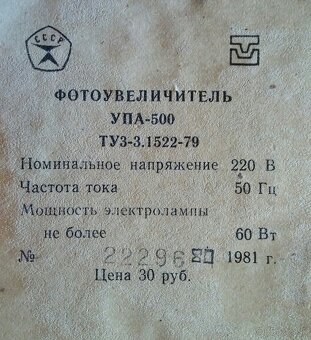 СССР
ФОТОУВЕЛИЧИТЕЛЬ
УПА-500
ТУ3-3.1522-79
Номинальное напряжение 220 В
Частота тока 50 Гц
Мощность электролампы
не более 60 Вт
№ 22296 1981 г.
Цена 30 руб.